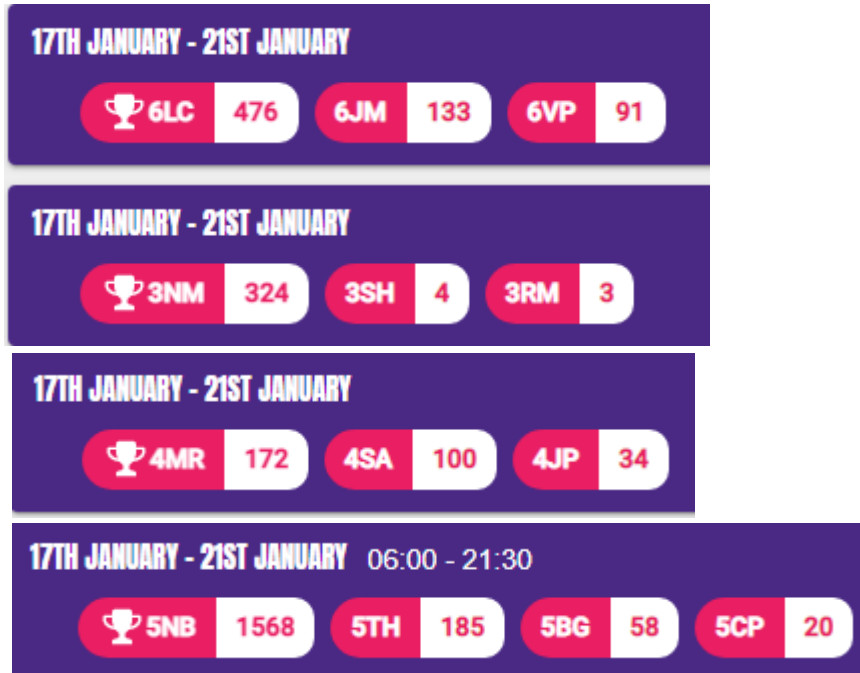 17TH JANUARY - 21ST JANUARY
6LC 476 6JM 133 6VP 91
17TH JANUARY - 21ST JANUARY
3NM 324 3SH 4 3RM 3
17TH JANUARY - 21ST JANUARY
4MR 172 4SA 100 4JP 34
17TH JANUARY - 21ST JANUARY 06:00 - 21:30
5NB 1568 5TH 185 5BG 58 5CP 20